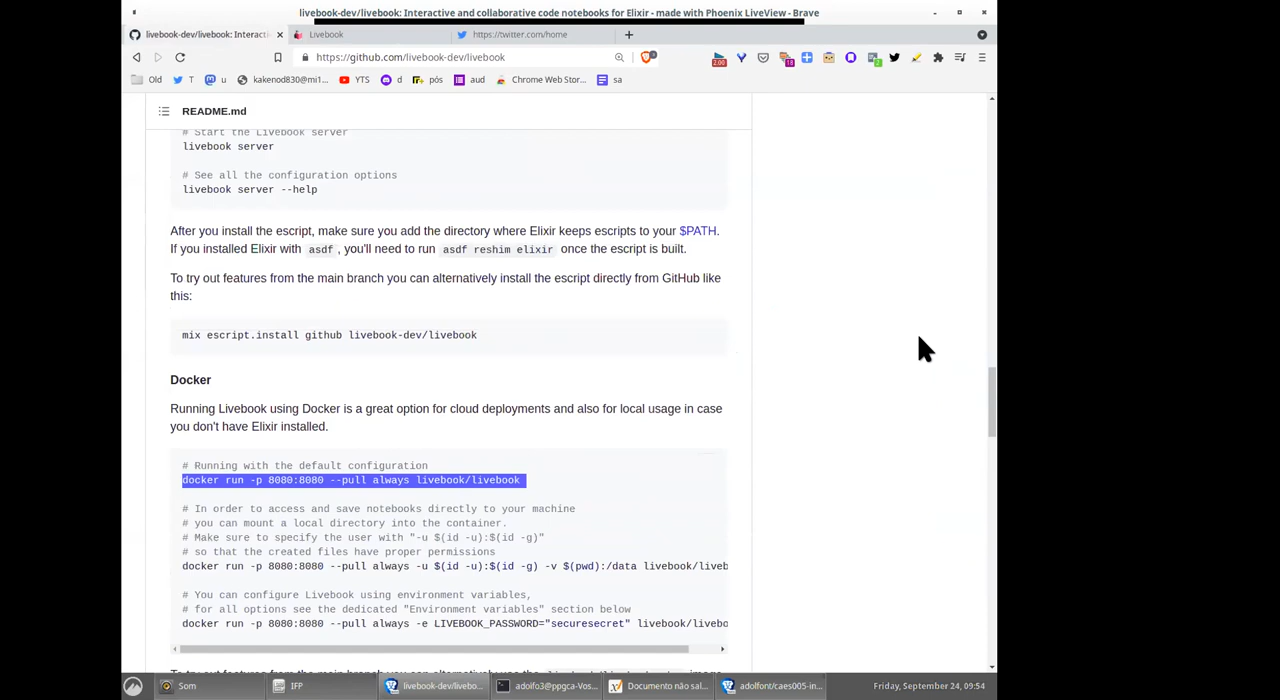 livebook-dev/livebook: Interactive and collaborative code notebooks for Elixir - made with Phoenix LiveView - Brave
livebook-dev/livebook: Interacti
Livebook
https://twitter.com/home
https://github.com/livebook-dev/livebook
Old
T
u
kakenod830@mi1...
YTS
d
pós
aud
Chrome Web Stor...
sa
2.00
18
2
README.md
# Start the Livebook server
livebook server
# See all the configuration options
livebook server --help
After you install the escript, make sure you add the directory where Elixir keeps escripts to your $PATH.
If you installed Elixir with asdf , you'll need to run asdf reshim elixir once the escript is built.
To try out features from the main branch you can alternatively install the escript directly from GitHub like
this:
mix escript.install github livebook-dev/livebook
Docker
Running Livebook using Docker is a great option for cloud deployments and also for local usage in case
you don't have Elixir installed.
# Running with the default configuration
docker run -p 8080:8080 --pull always livebook/livebook
# In order to access and save notebooks directly to your machine
# you can mount a local directory into the container.
# Make sure to specify the user with "-u $(id -u):$(id -g)"
# so that the created files have proper permissions
docker run -p 8080:8080 --pull always -u $(id -u):$(id -g) -v $(pwd):/data livebook/liveb
# You can configure Livebook using environment variables,
# for all options see the dedicated "Environment variables" section below
docker run -p 8080:8080 --pull always -e LIVEBOOK_PASSWORD="securesecret" livebook/livebo
Som
IFP
livebook-dev/livebo...
adolfo3@ppgca-Vos...
Documento não sal...
adolfont/caes005-in...
Friday, September 24, 09:54